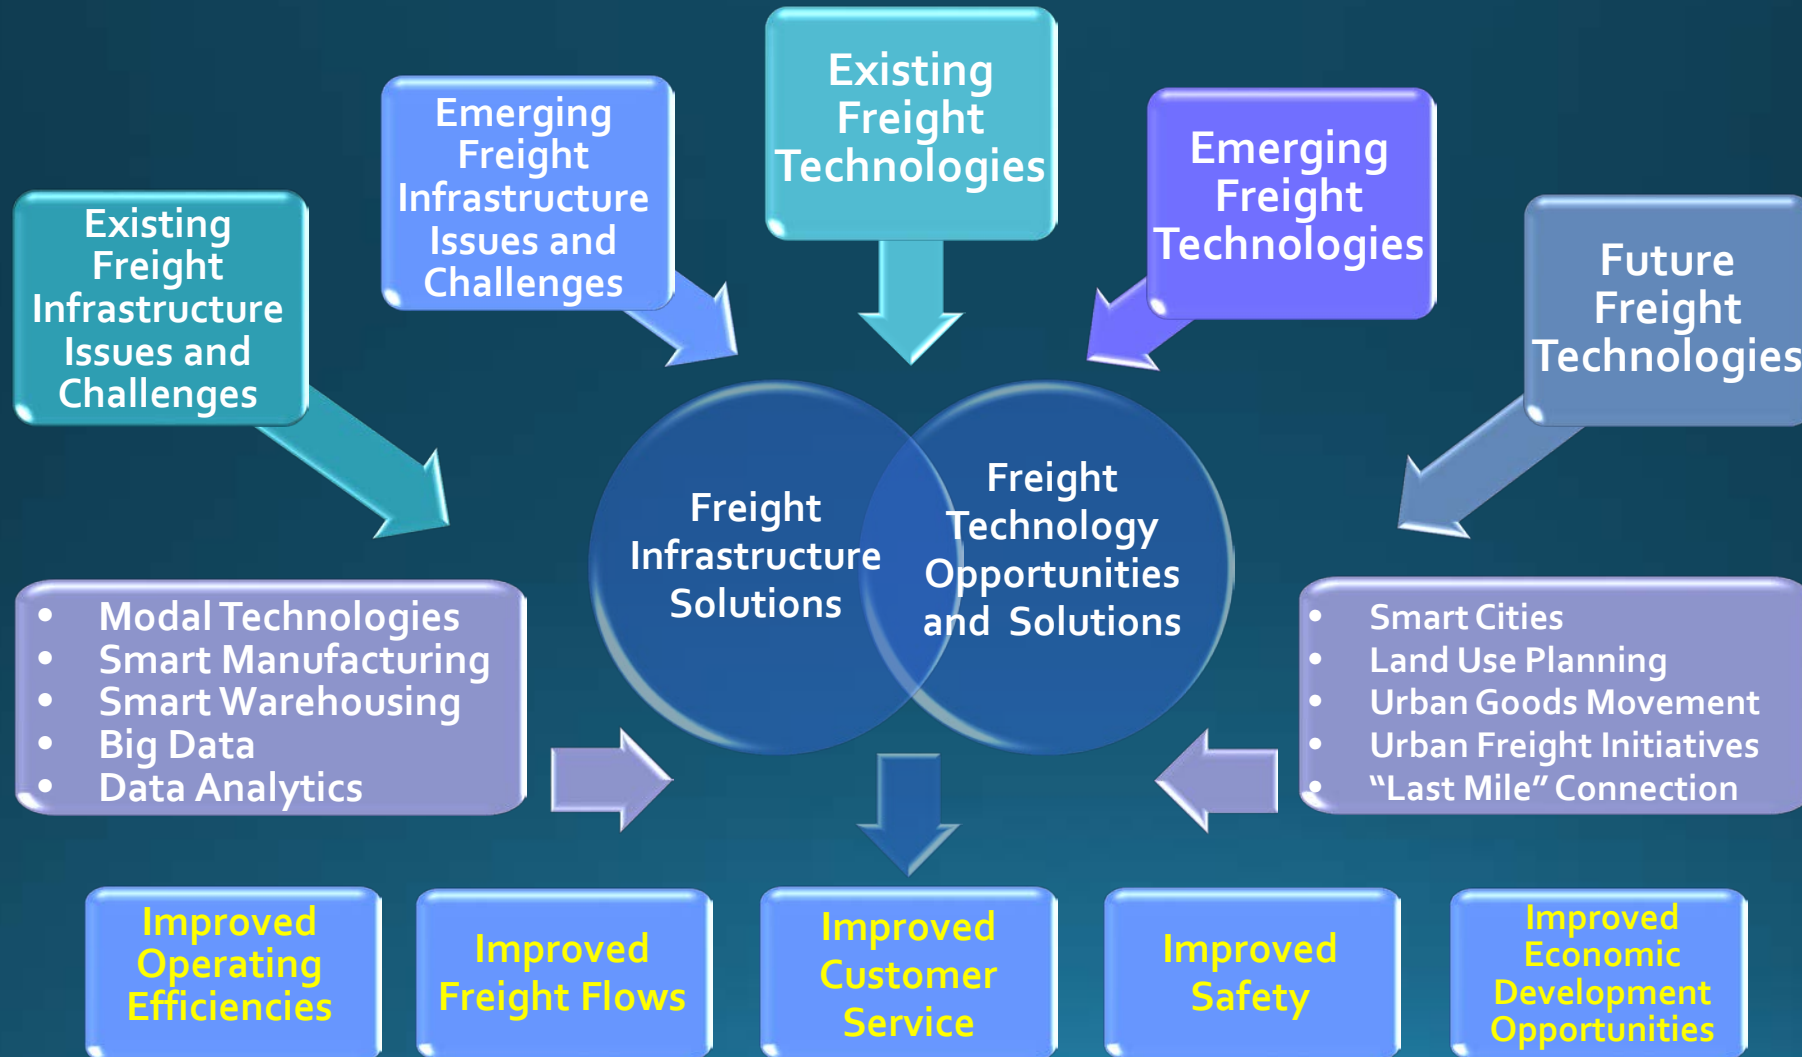 Existing
Freight
Technologies
Emerging
Freight
Infrastructure
Issues and
Challenges
Emerging
Freight
Technologies
Existing
Freight
Infrastructure
Issues and
Challenges
Future
Freight
Technologies
Freight
Infrastructure
Solutions
Freight
Technology
Opportunities
and Solutions
• Modal Technologies
• Smart Manufacturing
• Smart Warehousing
• Big Data
• Data Analytics
• Smart Cities
• Land Use Planning
• Urban Goods Movement
• Urban Freight Initiatives
• “Last Mile” Connection
Improved
Operating
Efficiencies
Improved
Freight Flows
Improved
Customer
Service
Improved
Safety
Improved
Economic
Development
Opportunities